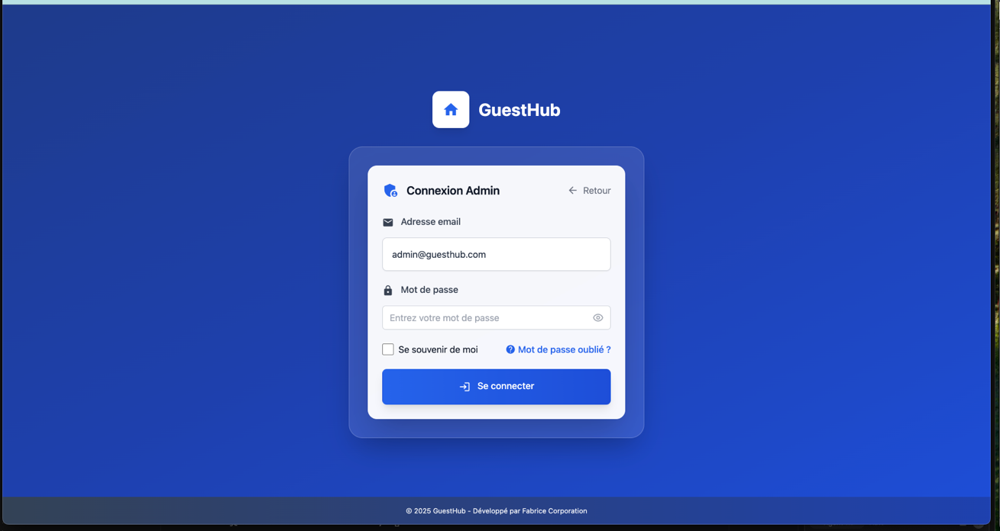 GuestHub
Connexion Admin
Retour
Adresse email
admin@guesthub.com
Mot de passe
Entrez votre mot de passe
Se souvenir de moi
Mot de passe oublié ?
Se connecter
© 2025 GuestHub - Développé par Fabrice Corporation